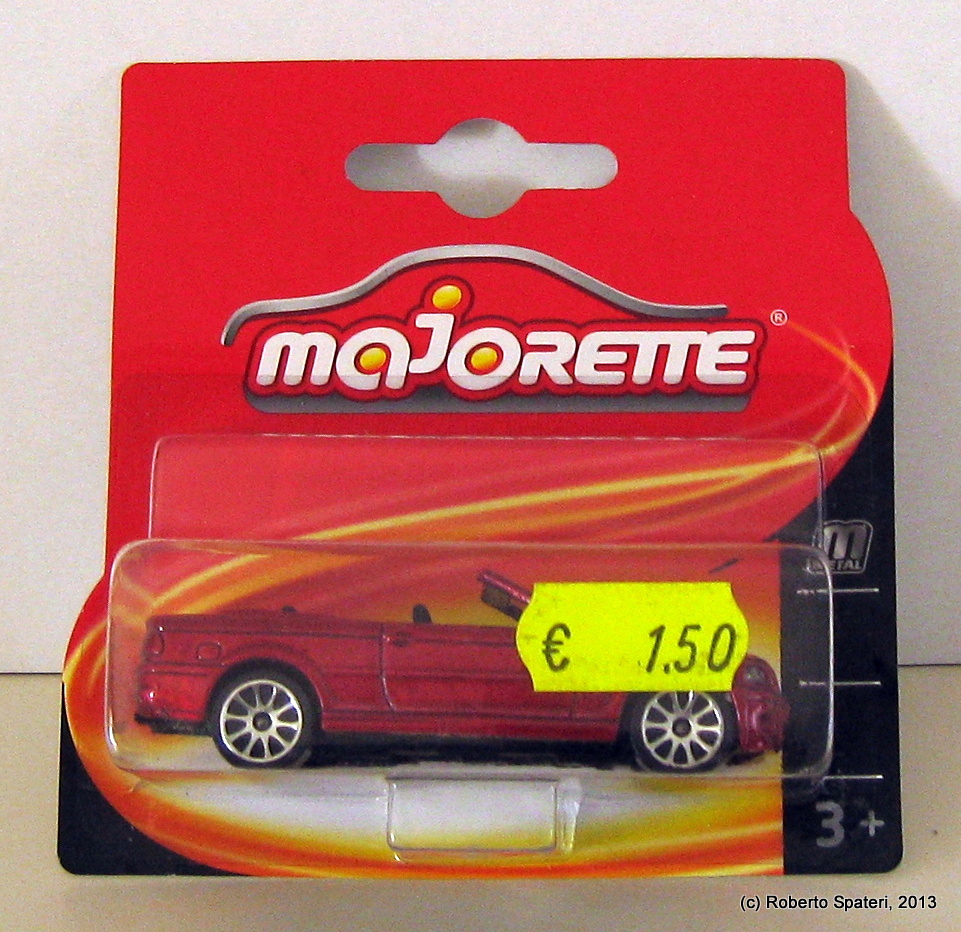 majorette®
m
METAL
€ 1.50
3+
(c) Roberto Spateri, 2013